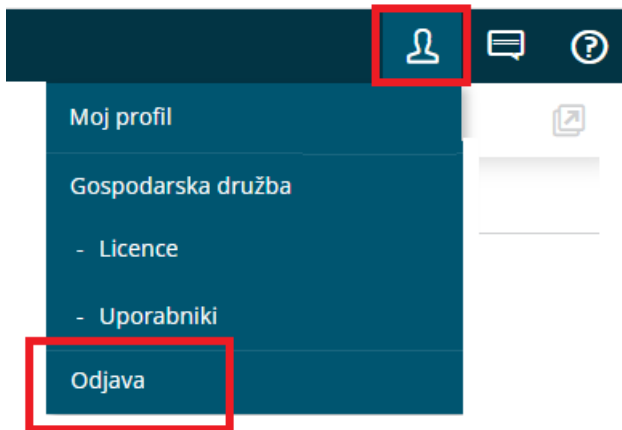 Moj profil
Gospodarska družba
- Licence
- Uporabniki
Odjava